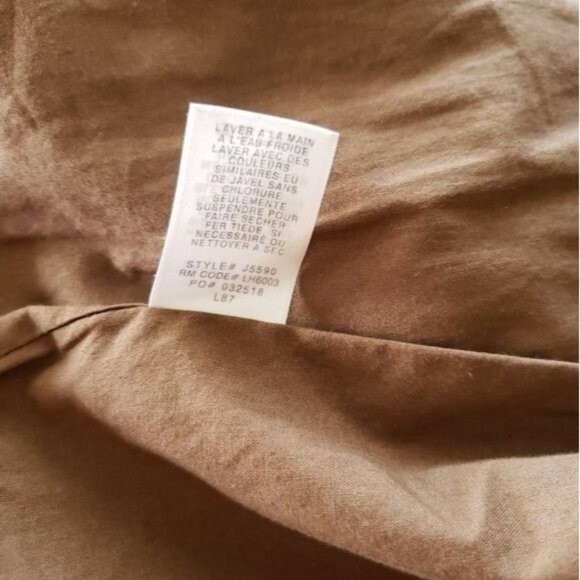 LAVER A LA MAIN
A L'EAU FROIDE
LAVER AVEC DES
COULEURS
SIMILAIRES EU
DE JAVEL SANS
CHLORURE
SEULEMENTE
SUSPENDRE POUR
FAIRE SECHER
FER TIEDE, SI
NECESSAIRE OU
NETTOYER A SEC
STYLE# J5590
RM CODE# LH6003
PO# 032518
L87